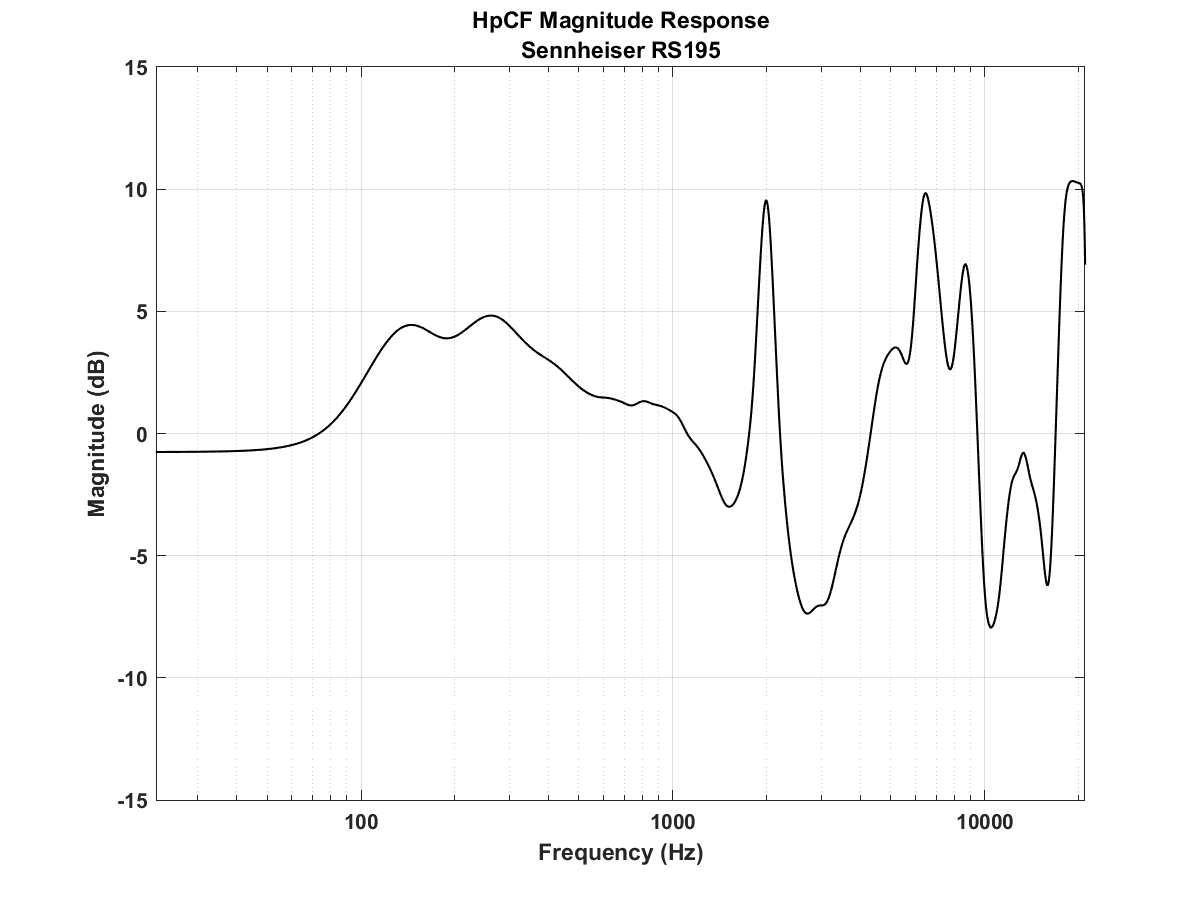 HpCF Magnitude Response
Sennheiser RS195
15
10
5
0
-5
-10
-15
Magnitude (dB)
100
1000
10000
Frequency (Hz)